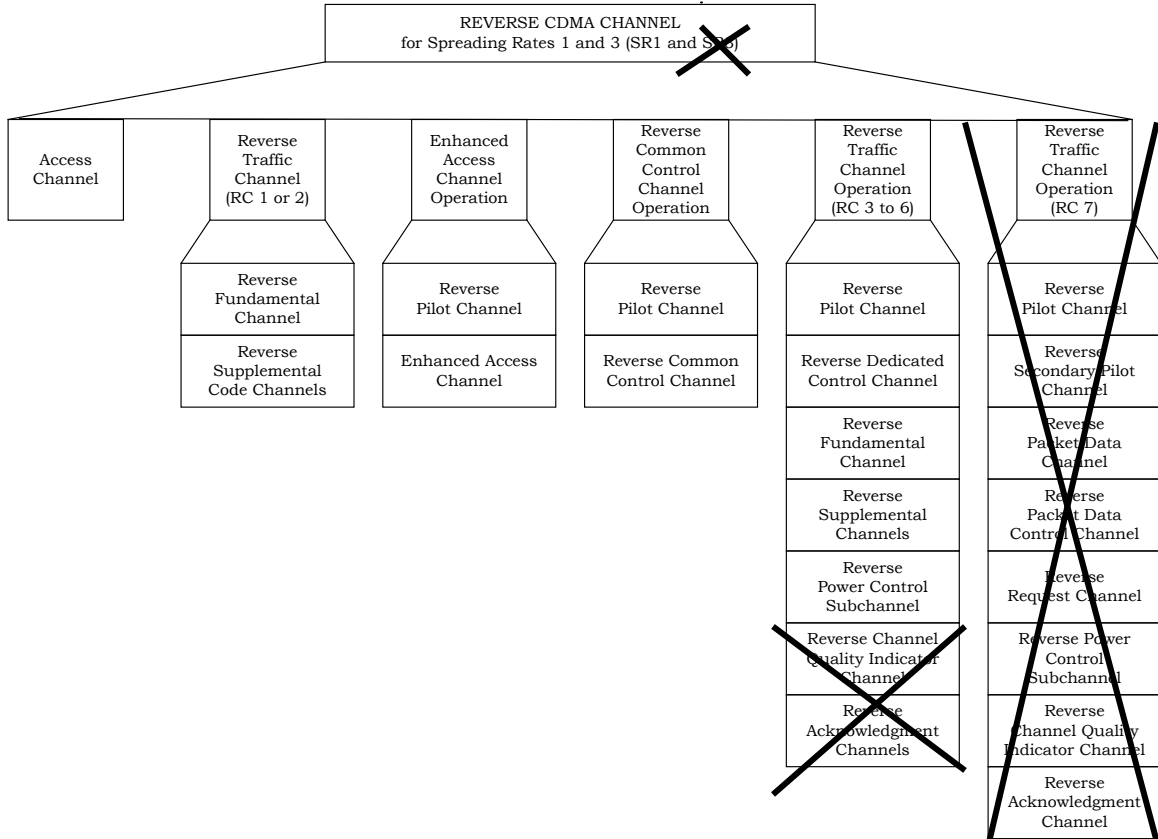 REVERSE CDMA CHANNEL
for Spreading Rates 1 and 3 (SR1 and SR3)
Access
Channel
Reverse
Traffic
Channel
(RC 1 or 2)
Enhanced
Access
Channel
Operation
Reverse
Common
Control
Channel
Operation
Reverse
Traffic
Channel
Operation
(RC 3 to 6)
Reverse
Traffic
Channel
Operation
(RC 7)
Reverse
Fundamental
Channel
Reverse
Supplemental
Code Channels
Reverse
Pilot Channel
Enhanced Access
Channel
Reverse
Pilot Channel
Reverse Common
Control Channel
Reverse
Pilot Channel
Reverse Dedicated
Control Channel
Reverse
Fundamental
Channel
Reverse
Supplemental
Channels
Reverse
Power Control
Subchannel
Reverse Channel
Quality Indicator
Channel
Reverse
Acknowledgment
Channels
Reverse
Pilot Channel
Reverse
Secondary Pilot
Channel
Reverse
Packet Data
Channel
Reverse
Packet Data
Control Channel
Reverse
Request Channel
Reverse Power
Control
Subchannel
Reverse
Channel Quality
Indicator Channel
Reverse
Acknowledgment
Channel